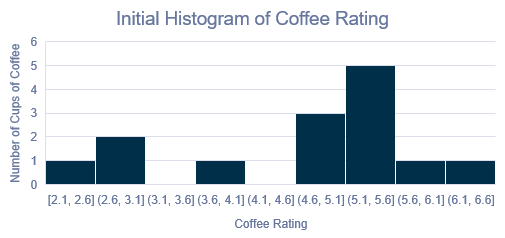 Initial Histogram of Coffee Rating
Number of Cups of Coffee
6
5
4
3
2
1
0
[2.1, 2.6] (2.6, 3.1] (3.1, 3.6] (3.6, 4.1] (4.1, 4.6] (4.6, 5.1] (5.1, 5.6] (5.6, 6.1] (6.1, 6.6]
Coffee Rating